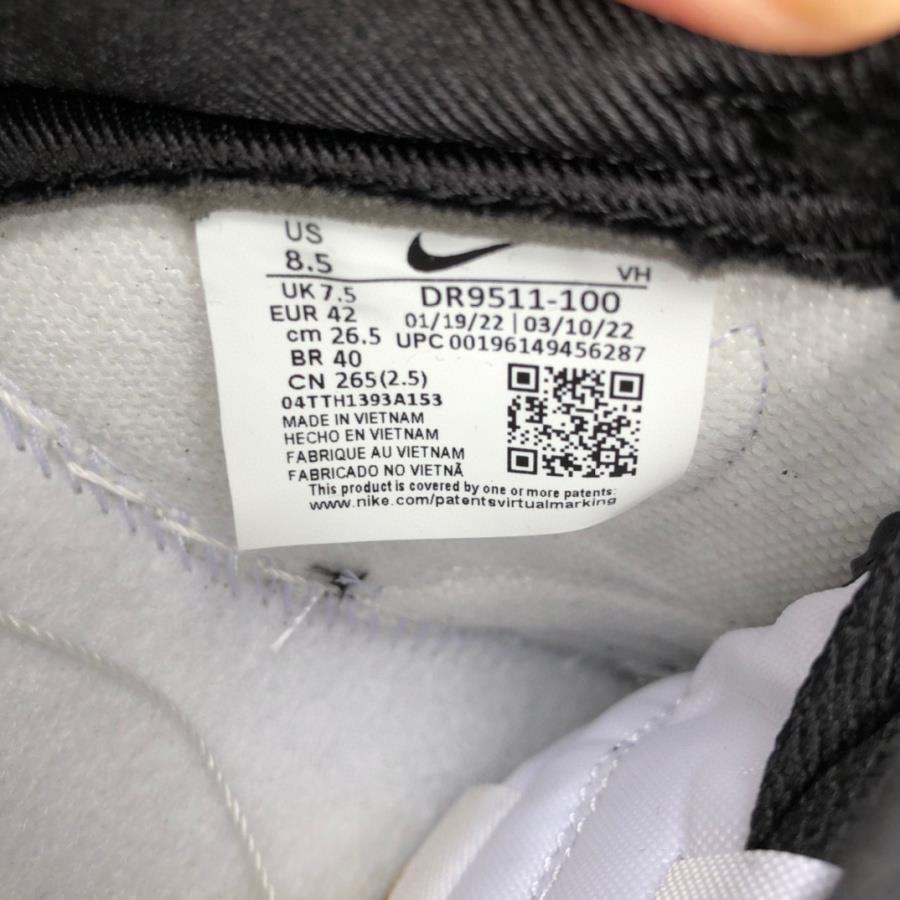 US
8.5
VH
UK 7.5
DR9511-100
EUR 42
01/19/22 | 03/10/22
cm 26.5
UPC 00196149456287
BR 40
CN 265(2.5)
04TTH1393A153
MADE IN VIETNAM
HECHO EN VIETNAM
FABRIQUE AU VIETNAM
FABRICADO NO VIETNÃ
This product is covered by one or more patents:
www.nike.com/patentsvirtualmarking